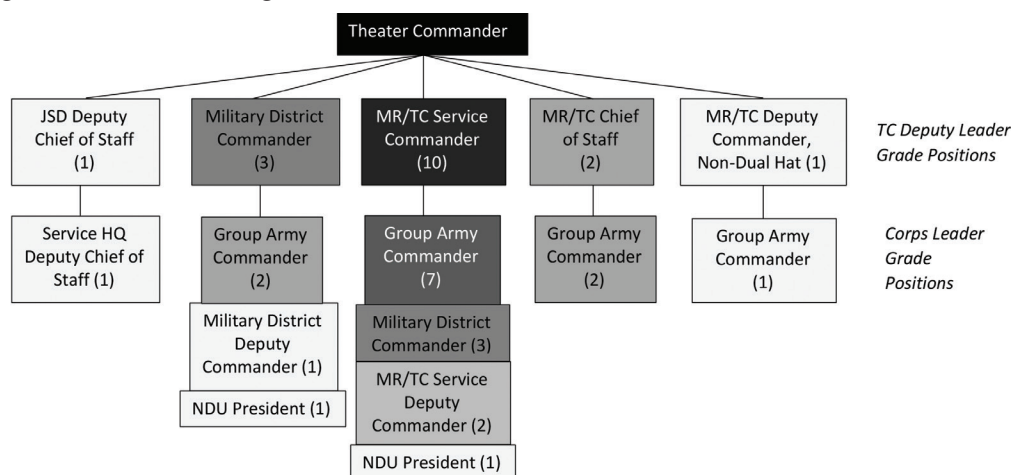 Theater Commander
JSD Deputy
Chief of Staff
(1)
Military District
Commander
(3)
MR/TC Service
Commander
(10)
MR/TC Chief
of Staff
(2)
MR/TC Deputy
Commander,
Non-Dual Hat (1)
TC Deputy Leader
Grade Positions
Service HQ
Deputy Chief of
Staff (1)
Group Army
Commander
(2)
Group Army
Commander
(7)
Group Army
Commander
(2)
Group Army
Commander
(1)
Corps Leader
Grade
Positions
Military District
Deputy
Commander (1)
NDU President (1)
Military District
Commander (3)
MR/TC Service
Deputy
Commander (2)
NDU President (1)